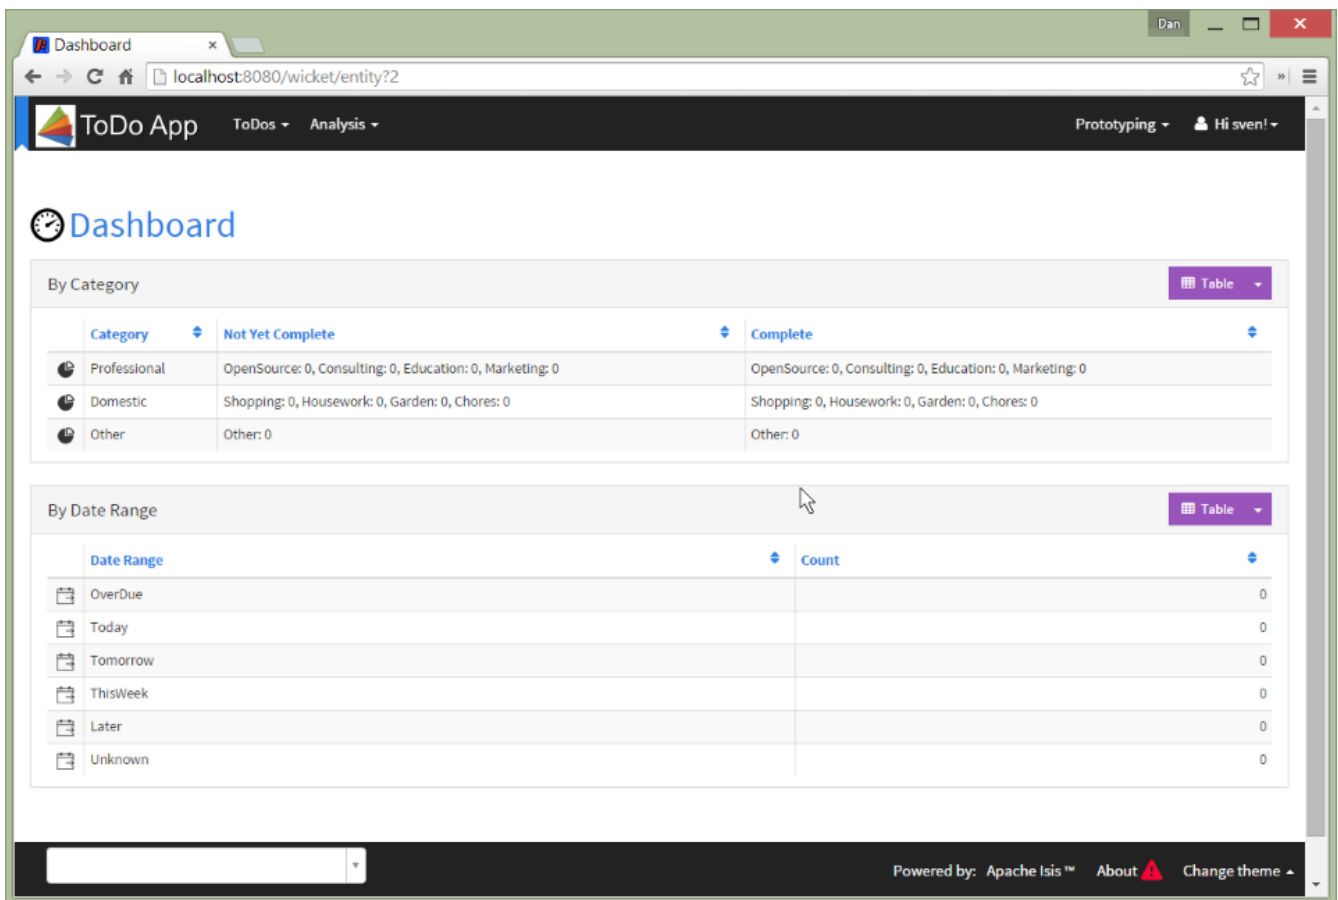 Dan
Dashboard
localhost:8080/wicket/entity?2
ToDo App ToDos Analysis Prototyping Hi sven!
Dashboard
By Category Table
Category Not Yet Complete Complete
Professional OpenSource: 0, Consulting: 0, Education: 0, Marketing: 0 OpenSource: 0, Consulting: 0, Education: 0, Marketing: 0
Domestic Shopping: 0, Housework: 0, Garden: 0, Chores: 0 Shopping: 0, Housework: 0, Garden: 0, Chores: 0
Other Other: 0 Other: 0
By Date Range Table
Date Range Count
OverDue 0
Today 0
Tomorrow 0
ThisWeek 0
Later 0
Unknown 0
Powered by: Apache Isis™ About Change theme